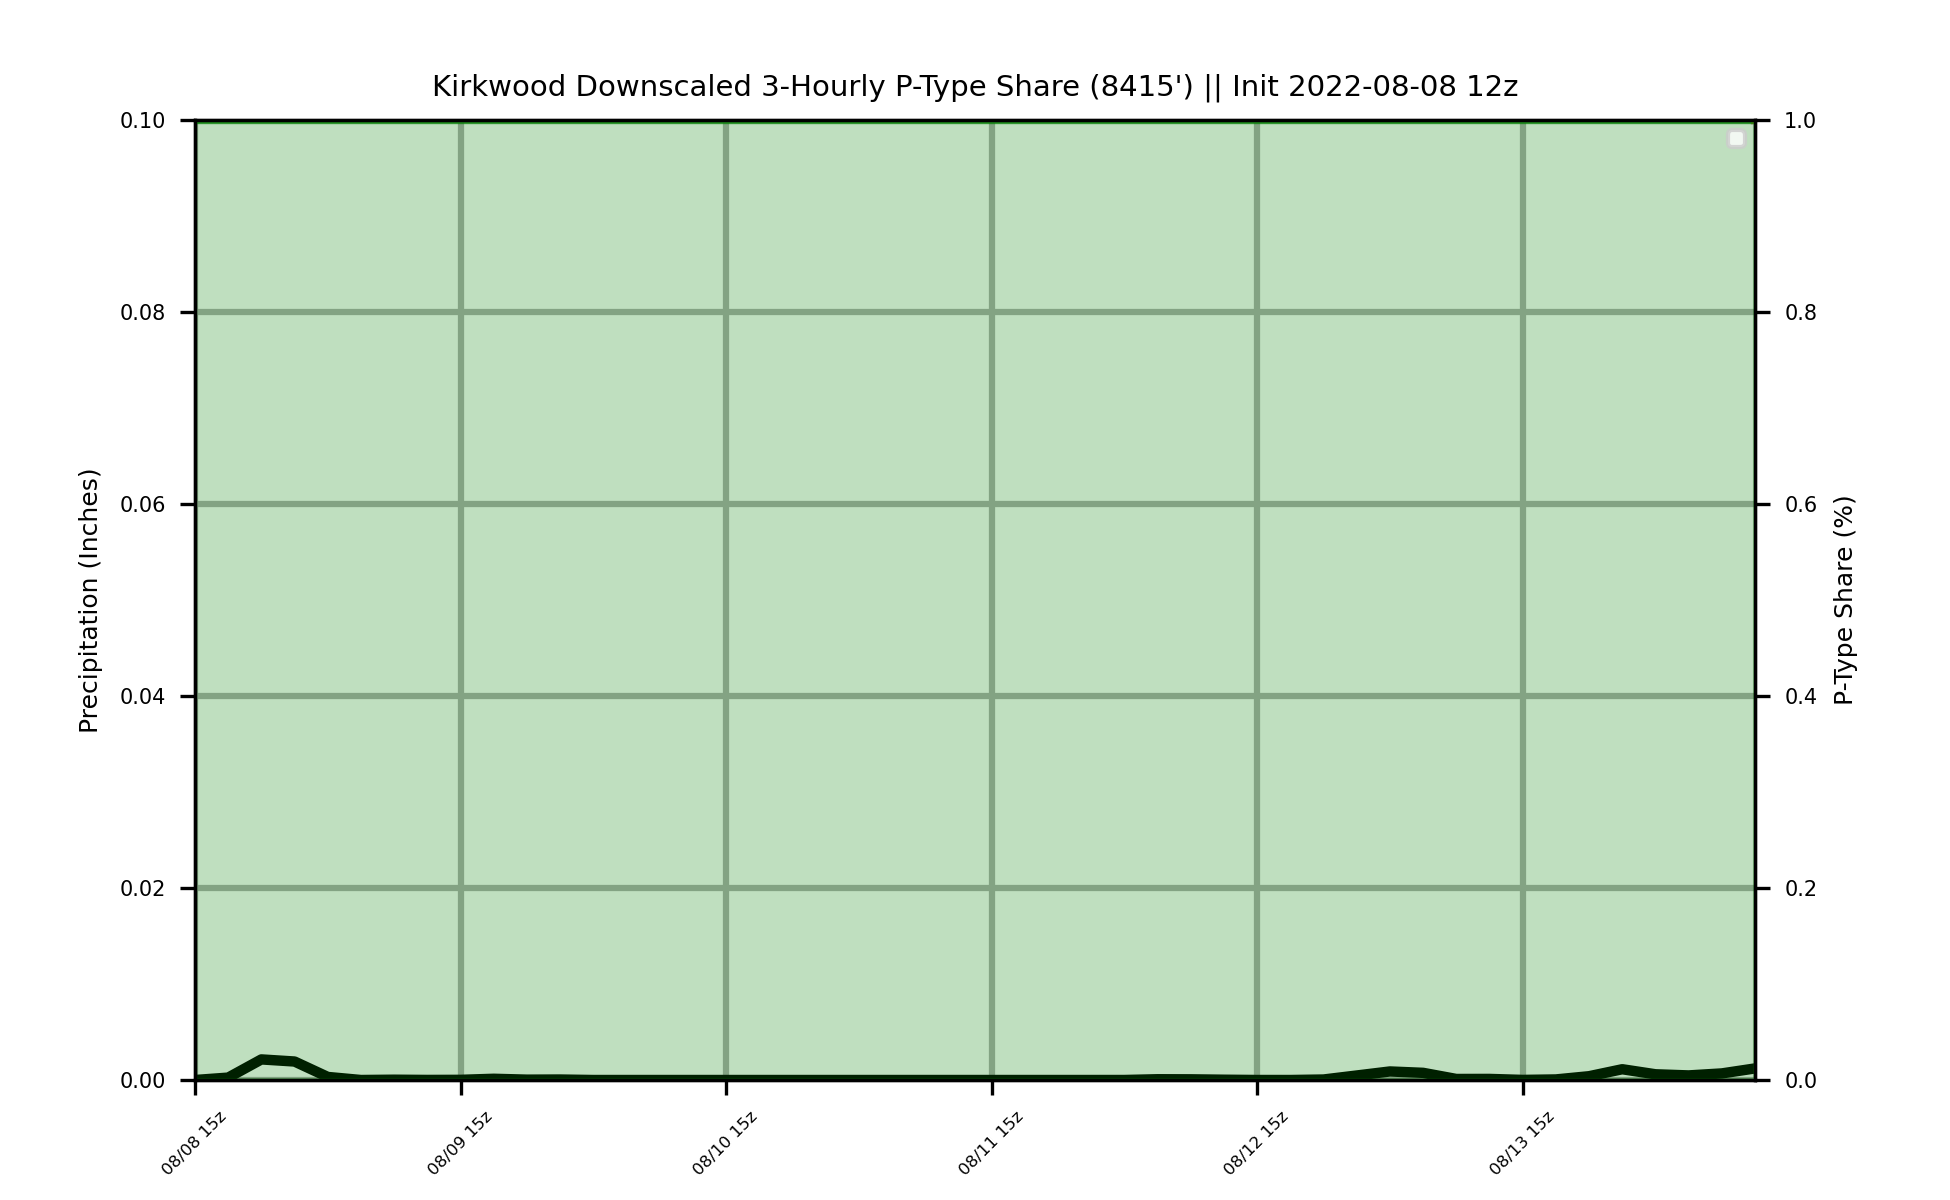 Kirkwood Downscaled 3-Hourly P-Type Share (8415') || Init 2022-08-08 12z
Precipitation (Inches)
0.10
0.08
0.06
0.04
0.02
0.00
1.0
0.8
0.6
0.4
0.2
0.0
P-Type Share (%)
08/08 15z
08/09 15z
08/10 15z
08/11 15z
08/12 15z
08/13 15z